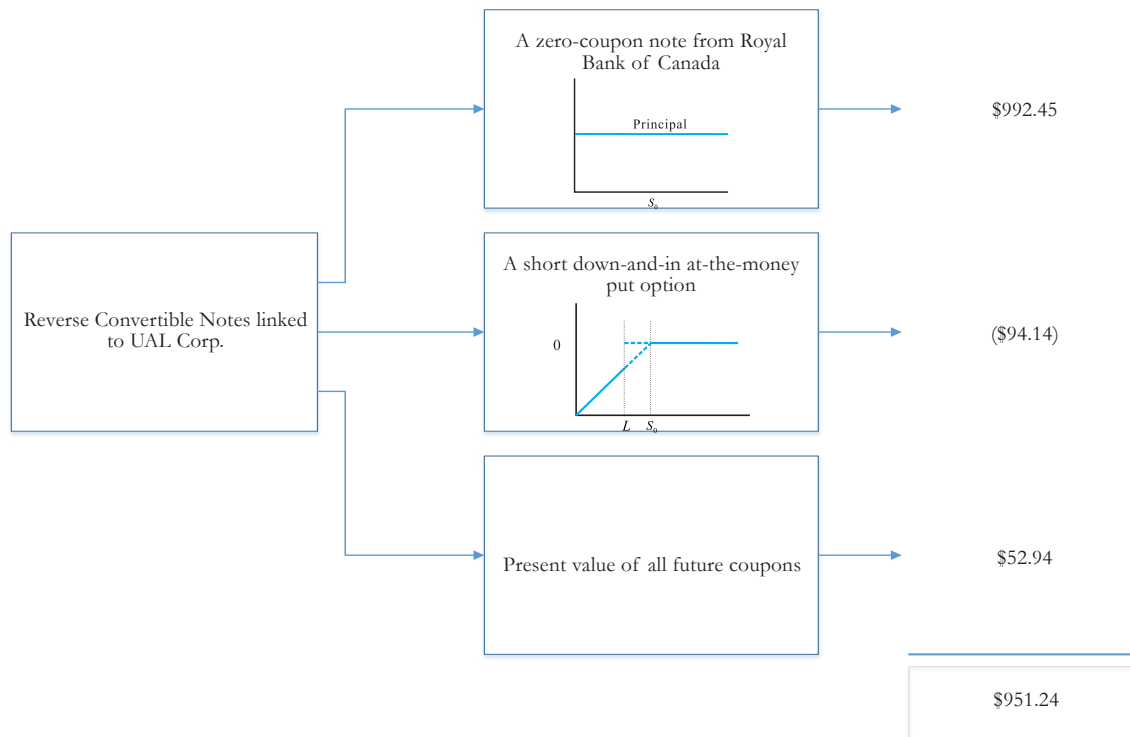 A zero-coupon note from Royal
Bank of Canada
Principal
S₀
$992.45
Reverse Convertible Notes linked
to UAL Corp.
A short down-and-in at-the-money
put option
0
L S₀
($94.14)
Present value of all future coupons
$52.94
$951.24